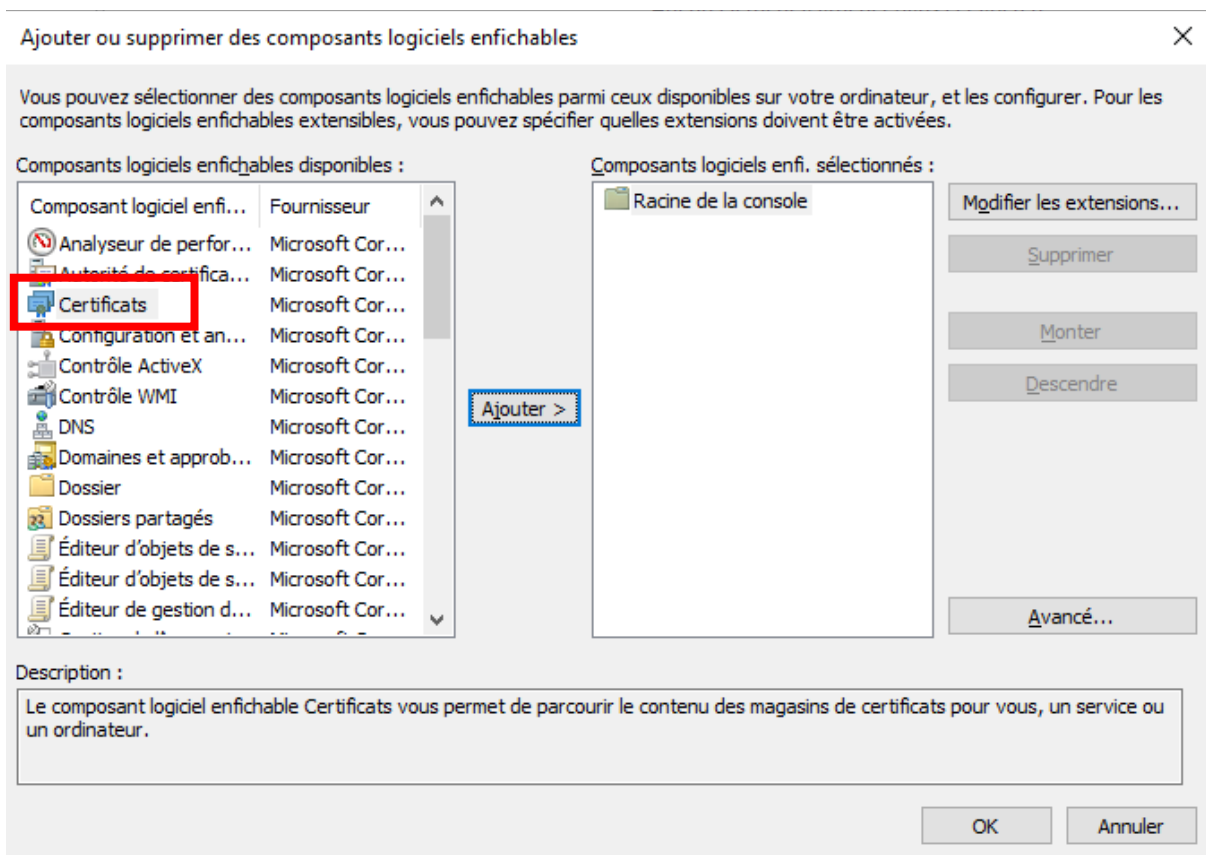 Ajouter ou supprimer des composants logiciels enfichables
Vous pouvez sélectionner des composants logiciels enfichables parmi ceux disponibles sur votre ordinateur, et les configurer. Pour les
composants logiciels enfichables extensibles, vous pouvez spécifier quelles extensions doivent être activées.
Composants logiciels enfichables disponibles :
Composant logiciel enfi... Fournisseur
Analyseur de perfor... Microsoft Cor...
Autorité de certifica... Microsoft Cor...
Certificats Microsoft Cor...
Configuration et an... Microsoft Cor...
Contrôle ActiveX Microsoft Cor...
Contrôle WMI Microsoft Cor...
DNS Microsoft Cor...
Domaines et approb... Microsoft Cor...
Dossier Microsoft Cor...
Dossiers partagés Microsoft Cor...
Éditeur d'objets de s... Microsoft Cor...
Éditeur d'objets de s... Microsoft Cor...
Éditeur de gestion d... Microsoft Cor...
Ajouter >
Composants logiciels enfi. sélectionnés :
Racine de la console
Modifier les extensions...
Supprimer
Monter
Descendre
Avancé...
Description :
Le composant logiciel enfichable Certificats vous permet de parcourir le contenu des magasins de certificats pour vous, un service ou
un ordinateur.
OK
Annuler